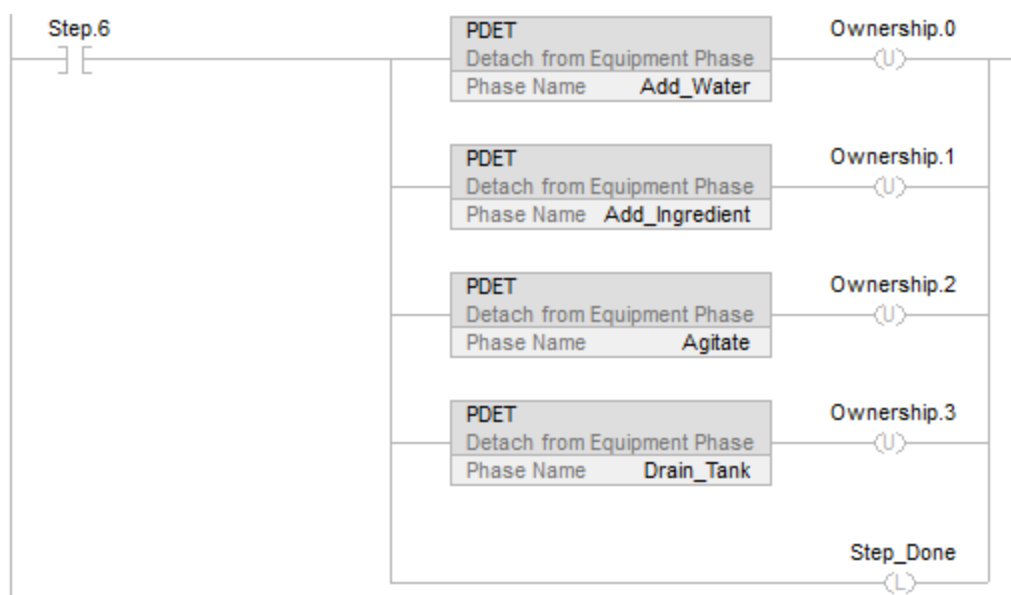 Step.6
PDET
Detach from Equipment Phase
Phase Name Add_Water
Ownership.0
(U)
PDET
Detach from Equipment Phase
Phase Name Add_Ingredient
Ownership.1
(U)
PDET
Detach from Equipment Phase
Phase Name Agitate
Ownership.2
(U)
PDET
Detach from Equipment Phase
Phase Name Drain_Tank
Ownership.3
(U)
Step_Done
(L)